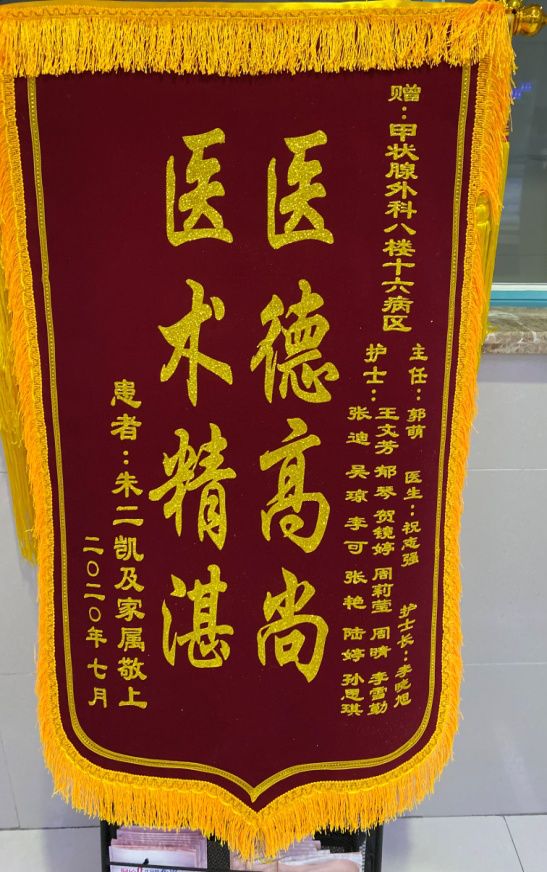 赠：甲状腺外科八楼十六病区
主任：郭萌 医生：祝志强 护士长：李晓旭
护士：王文芳 郁琴 贺镜婷 周莉莹 周晴 李雪勤
张迪 吴琼 李可 张艳 陆婷 孙思琪
医德高尚
医术精湛
患者：朱二凯及家属敬上
二〇二〇年七月